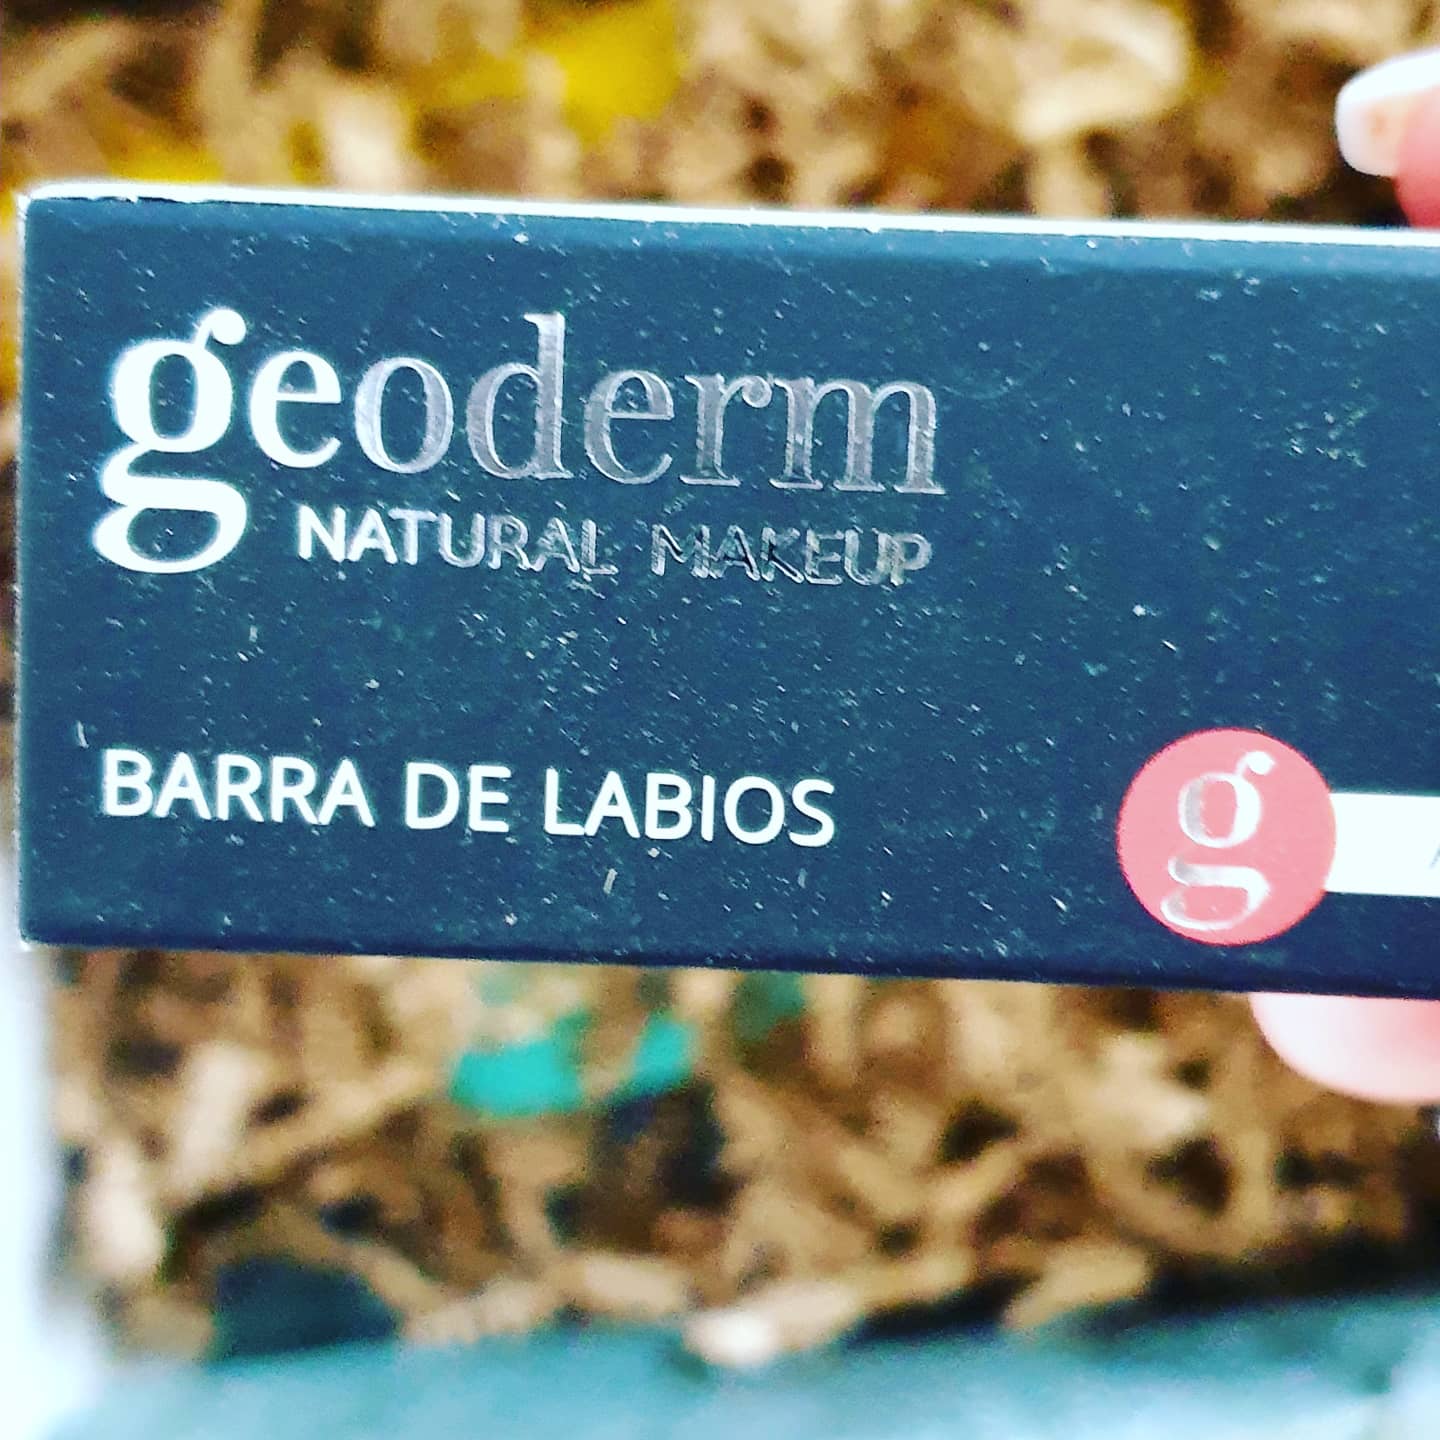 geoderm
NATURAL MAKEUP
BARRA DE LABIOS
g